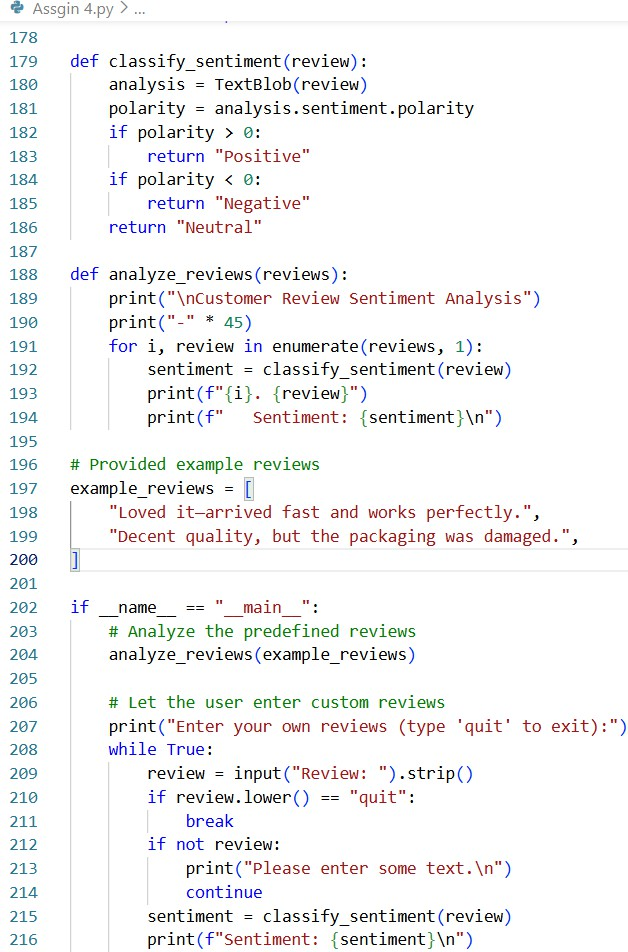 Assgin 4.py > ...
178
179 def classify_sentiment(review):
180     analysis = TextBlob(review)
181     polarity = analysis.sentiment.polarity
182     if polarity > 0:
183         return "Positive"
184     if polarity < 0:
185         return "Negative"
186     return "Neutral"
187
188 def analyze_reviews(reviews):
189     print("\nCustomer Review Sentiment Analysis")
190     print("-" * 45)
191     for i, review in enumerate(reviews, 1):
192         sentiment = classify_sentiment(review)
193         print(f"{i}. {review}")
194         print(f"   Sentiment: {sentiment}\n")
195
196 # Provided example reviews
197 example_reviews = [
198     "Loved it—arrived fast and works perfectly.",
199     "Decent quality, but the packaging was damaged.",
200 ]
201
202 if __name__ == "__main__":
203     # Analyze the predefined reviews
204     analyze_reviews(example_reviews)
205
206     # Let the user enter custom reviews
207     print("Enter your own reviews (type 'quit' to exit):")
208     while True:
209         review = input("Review: ").strip()
210         if review.lower() == "quit":
211             break
212         if not review:
213             print("Please enter some text.\n")
214             continue
215         sentiment = classify_sentiment(review)
216         print(f"Sentiment: {sentiment}\n")